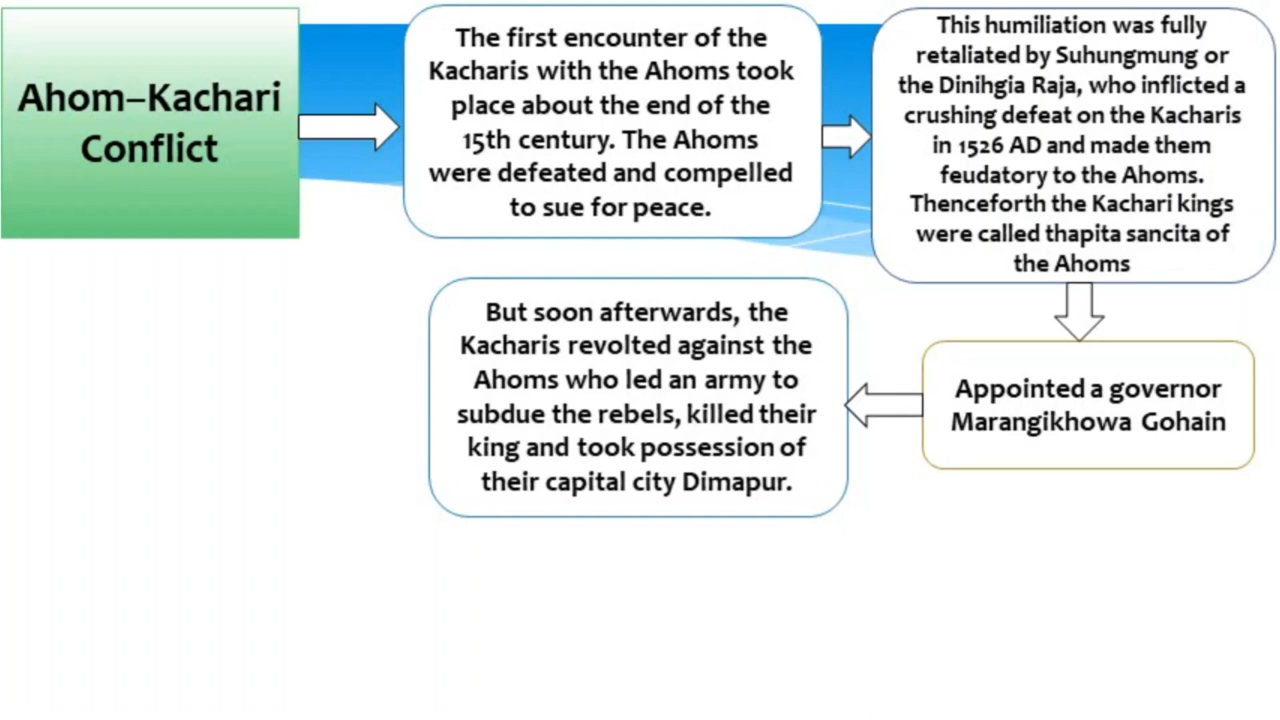 Ahom–Kachari
Conflict
The first encounter of the
Kacharis with the Ahoms took
place about the end of the
15th century. The Ahoms
were defeated and compelled
to sue for peace.
This humiliation was fully
retaliated by Suhungmung or
the Dinihgia Raja, who inflicted a
crushing defeat on the Kacharis
in 1526 AD and made them
feudatory to the Ahoms.
Thenceforth the Kachari kings
were called thapita sancita of
the Ahoms
Appointed a governor
Marangikhowa Gohain
But soon afterwards, the
Kacharis revolted against the
Ahoms who led an army to
subdue the rebels, killed their
king and took possession of
their capital city Dimapur.